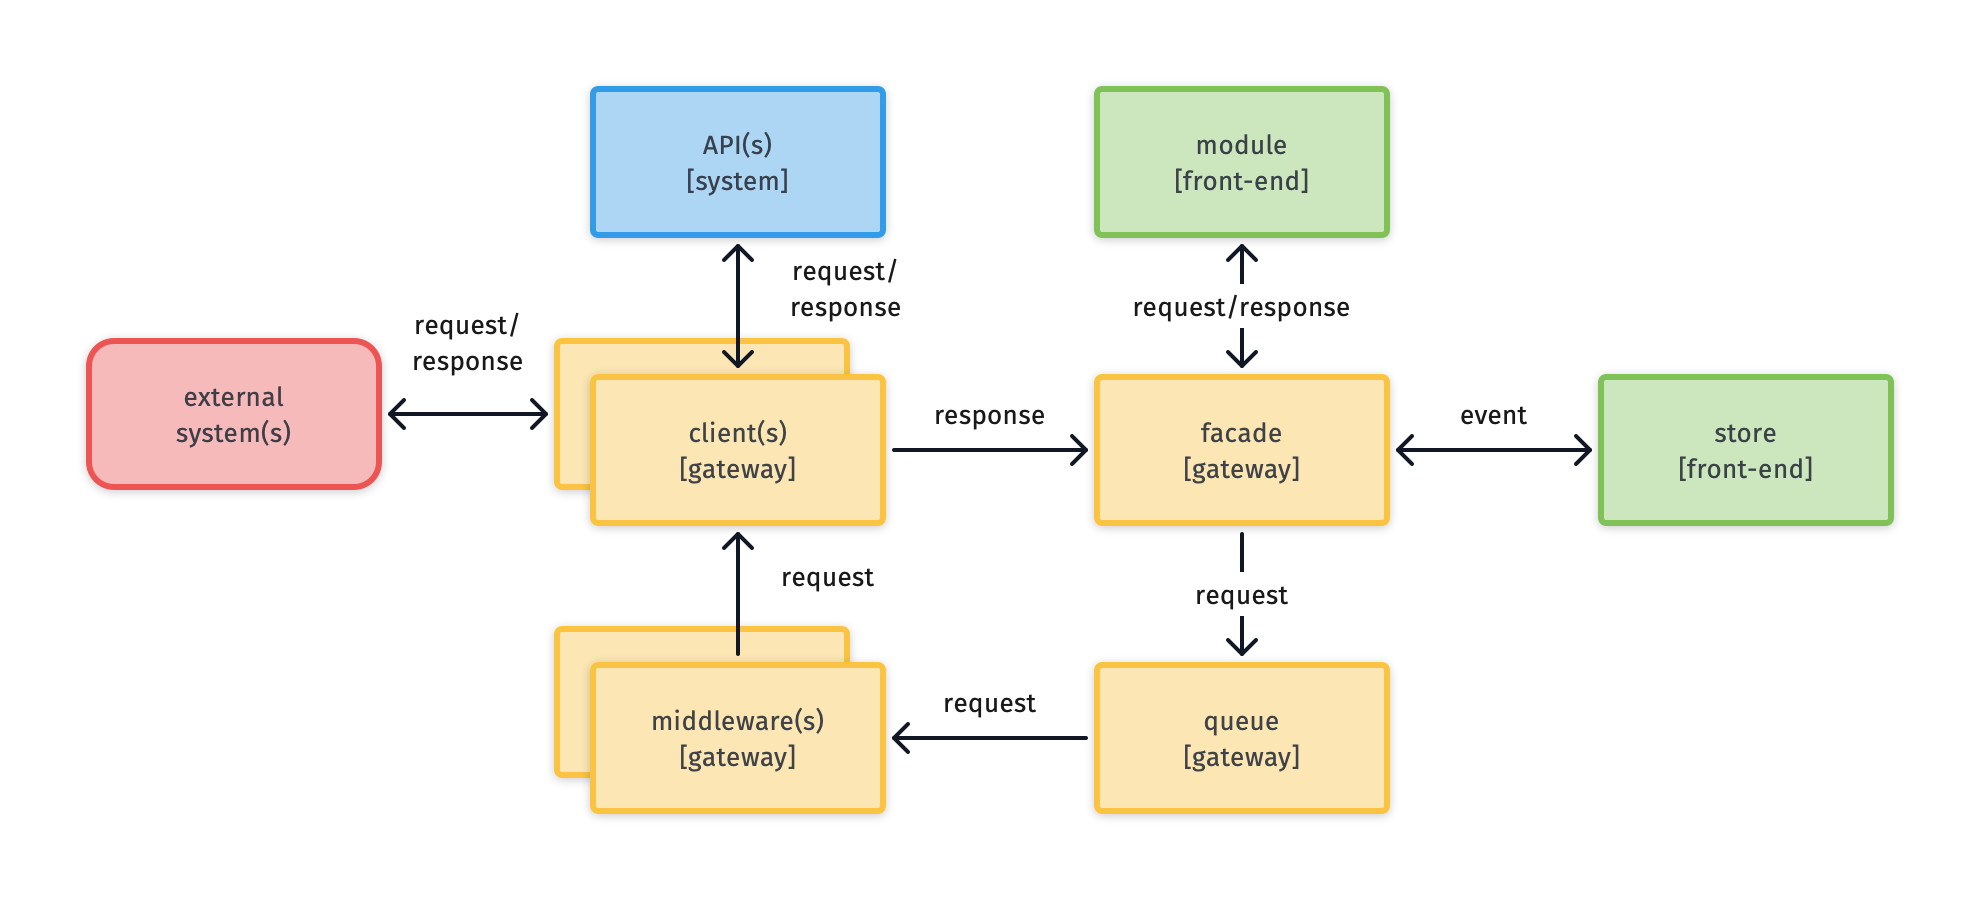 API(s)
[system]
module
[front-end]
request/
response
request/response
request/
response
external
system(s)
client(s)
[gateway]
response
facade
[gateway]
event
store
[front-end]
request
request
middleware(s)
[gateway]
request
queue
[gateway]